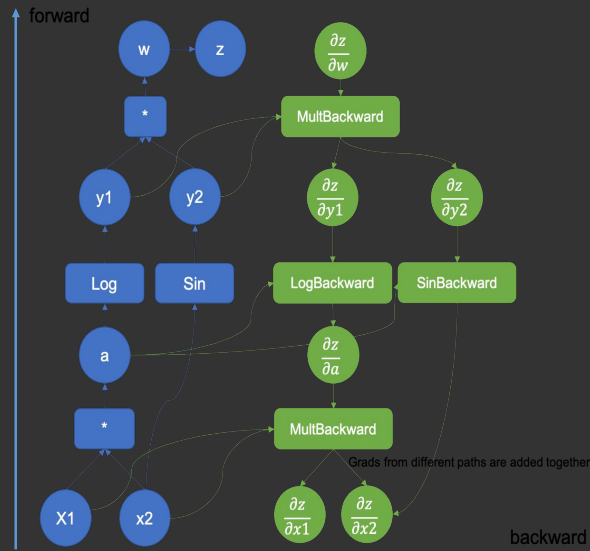 forward
w
z
∂z
∂w
*
MultBackward
y1
y2
∂z
∂y1
∂z
∂y2
Log
Sin
LogBackward
SinBackward
a
∂z
∂a
*
MultBackward
Grads from different paths are added together
X1
x2
∂z
∂x1
∂z
∂x2
backward